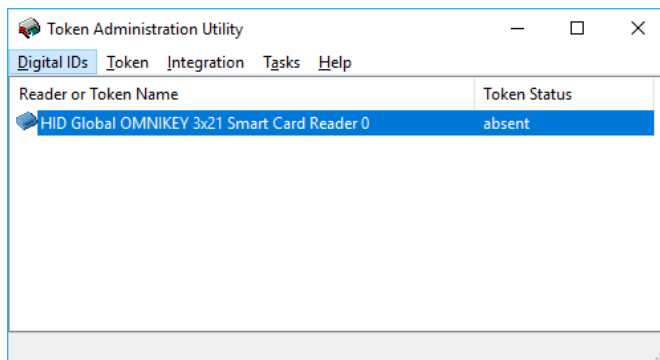 Token Administration Utility
Digital IDs Token Integration Tasks Help
Reader or Token Name Token Status
HID Global OMNIKEY 3x21 Smart Card Reader 0 absent